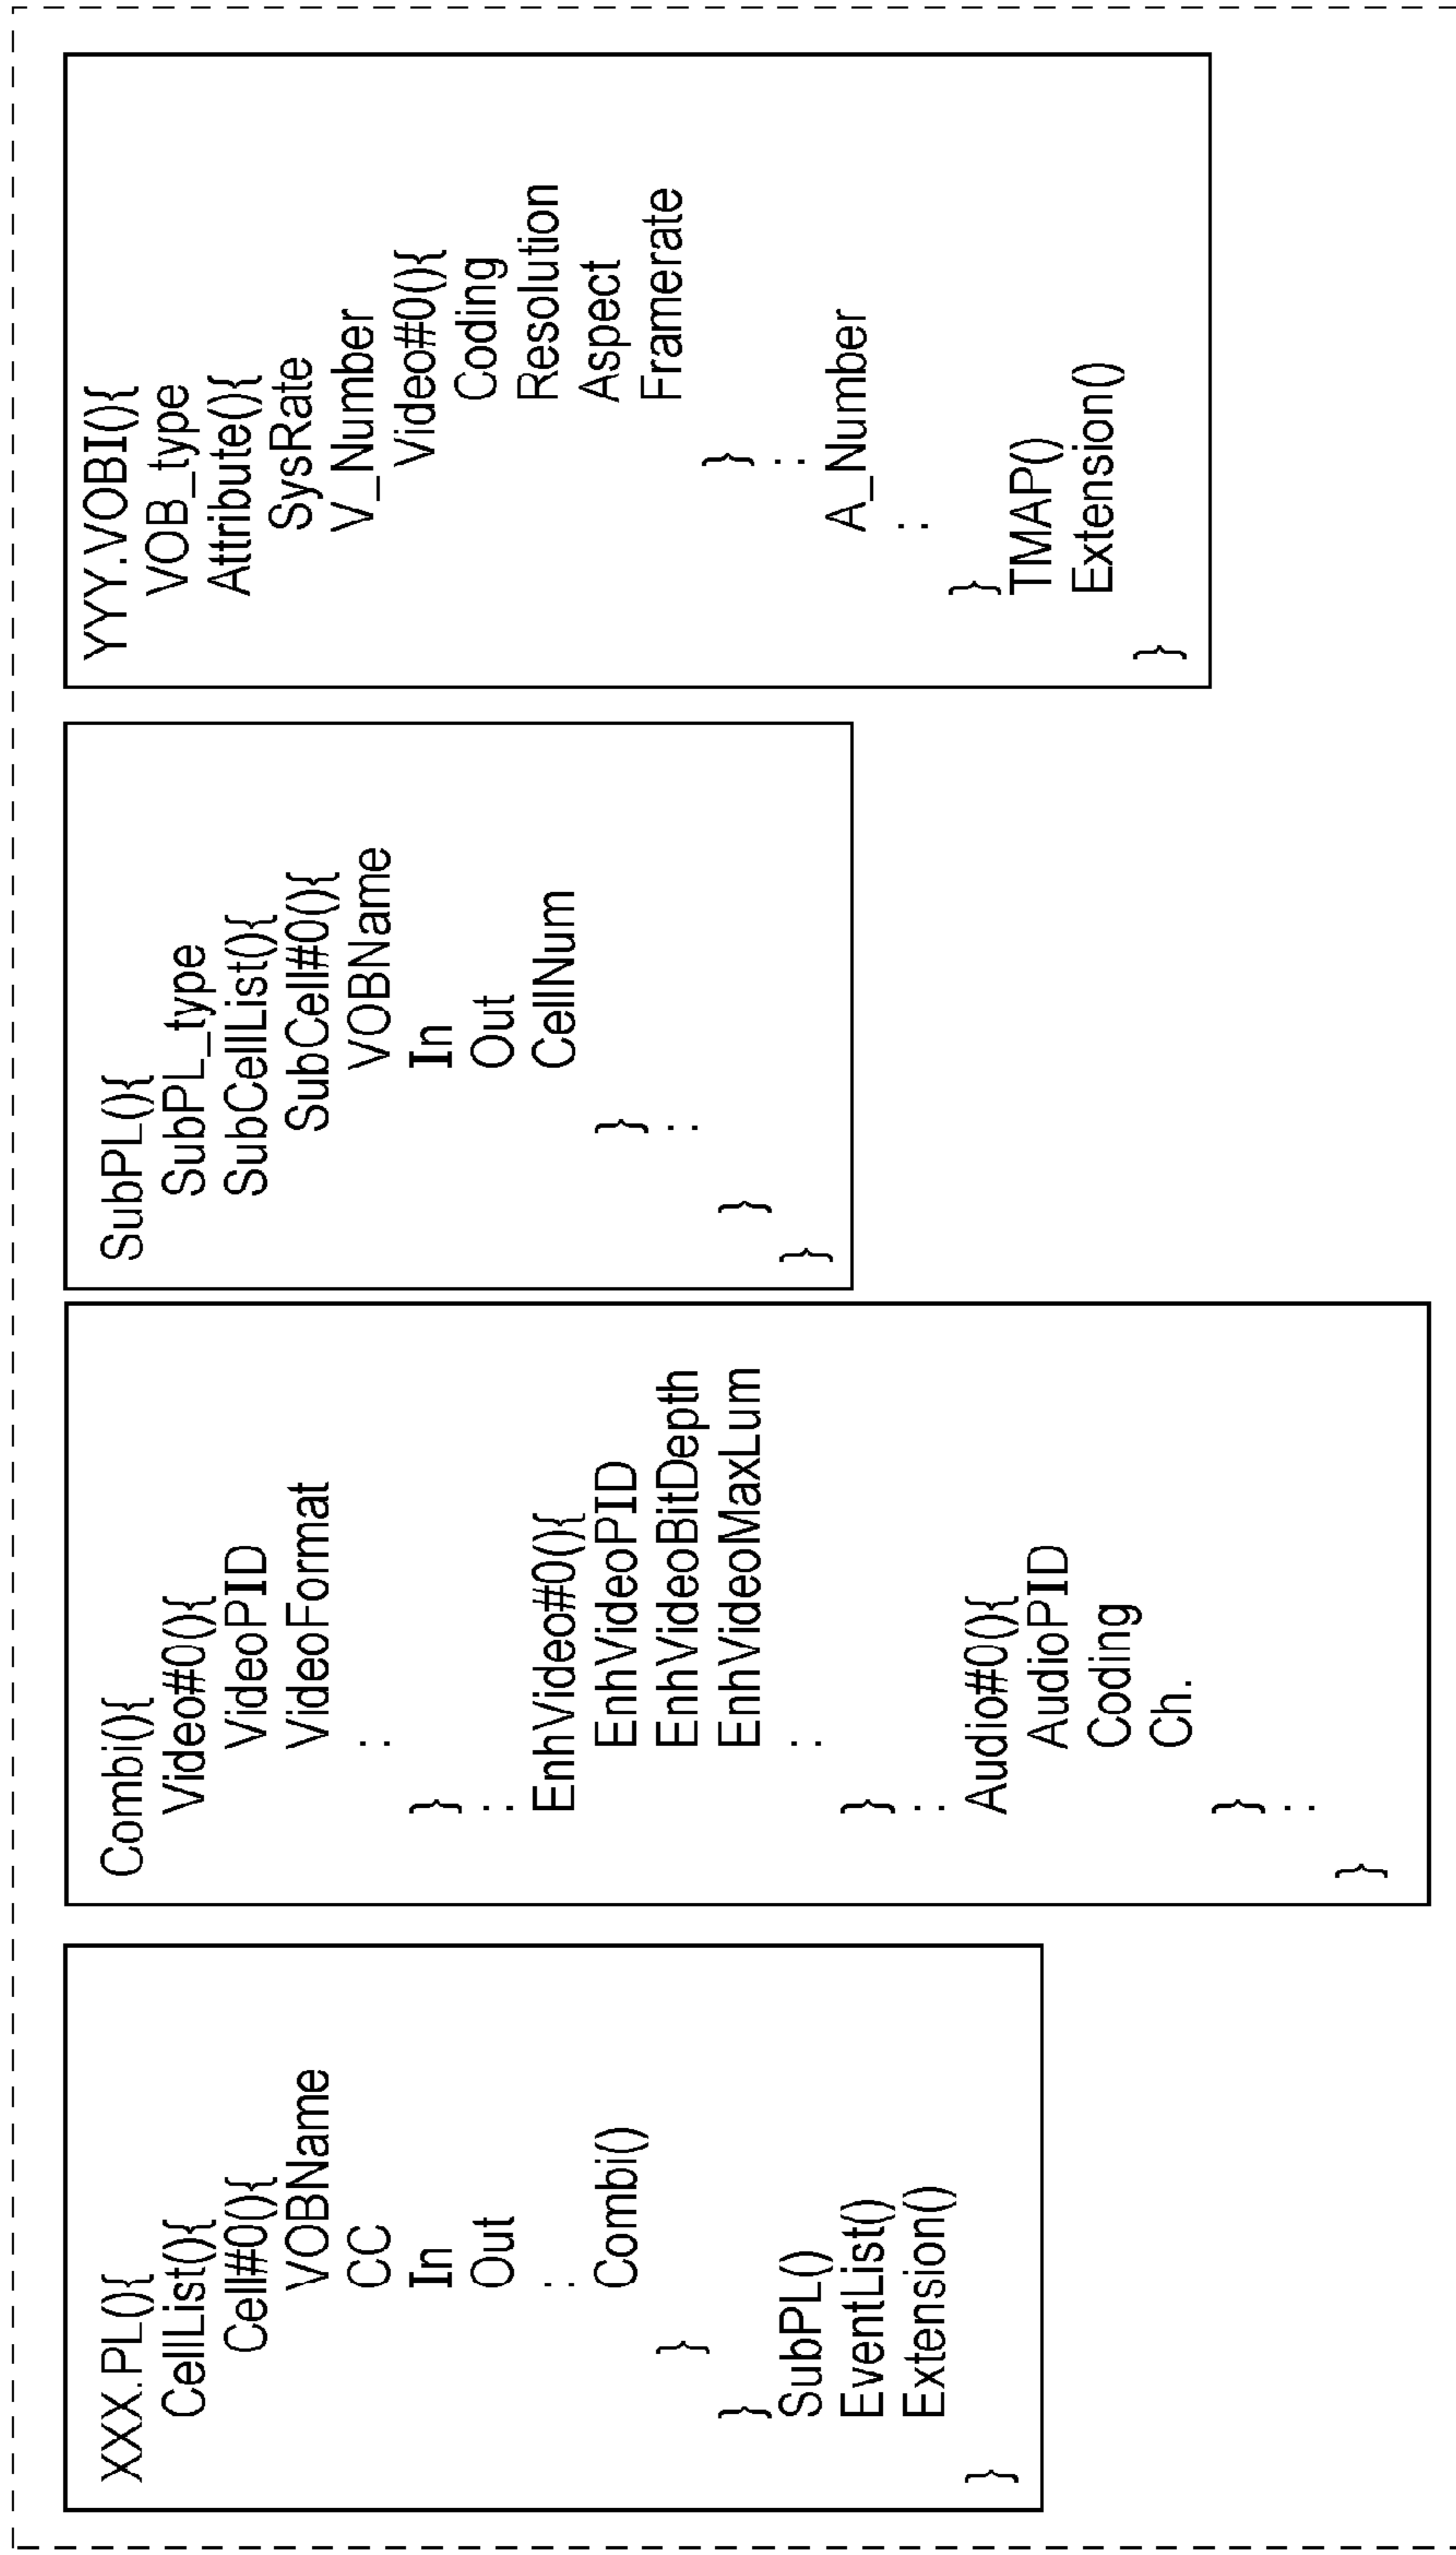 XXX.PL(){
CellList(){
Cell#0(){
VOBName
CC
In
Out
:
Combi()
}
}
SubPL()
EventList()
Extension()
}
Combi(){
Video#0(){
VideoPID
VideoFormat
:
}
:
EnhVideo#0(){
EnhVideoPID
EnhVideoBitDepth
EnhVideoMaxLum
:
}
:
Audio#0(){
AudioPID
Coding
Ch.
}
:
}
SubPL(){
SubPL_type
SubCellList(){
SubCell#0(){
VOBName
In
Out
CellNum
}
:
}
}
YYY.VOBI(){
VOB_type
Attribute(){
SysRate
V_Number
Video#0(){
Coding
Resolution
Aspect
Framerate
}
:
A_Number
:
}
TMAP()
Extension()
}